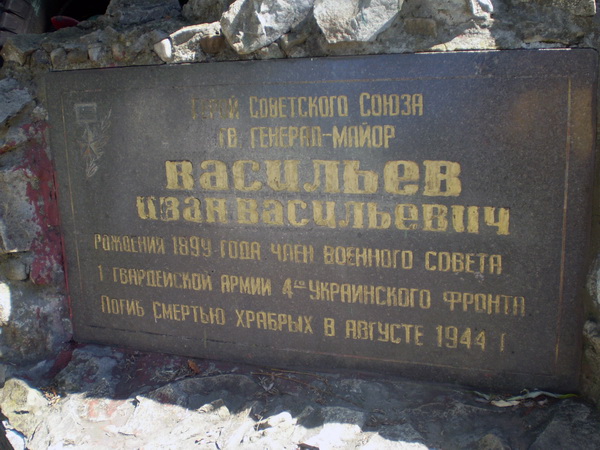 Герой Советского Союза
гв. генерал-майор
Васильев
Иван Васильевич
рождения 1899 года член военного совета
1 гвардейской армии 4го Украинского фронта
Погиб смертью храбрых в августе 1944 г